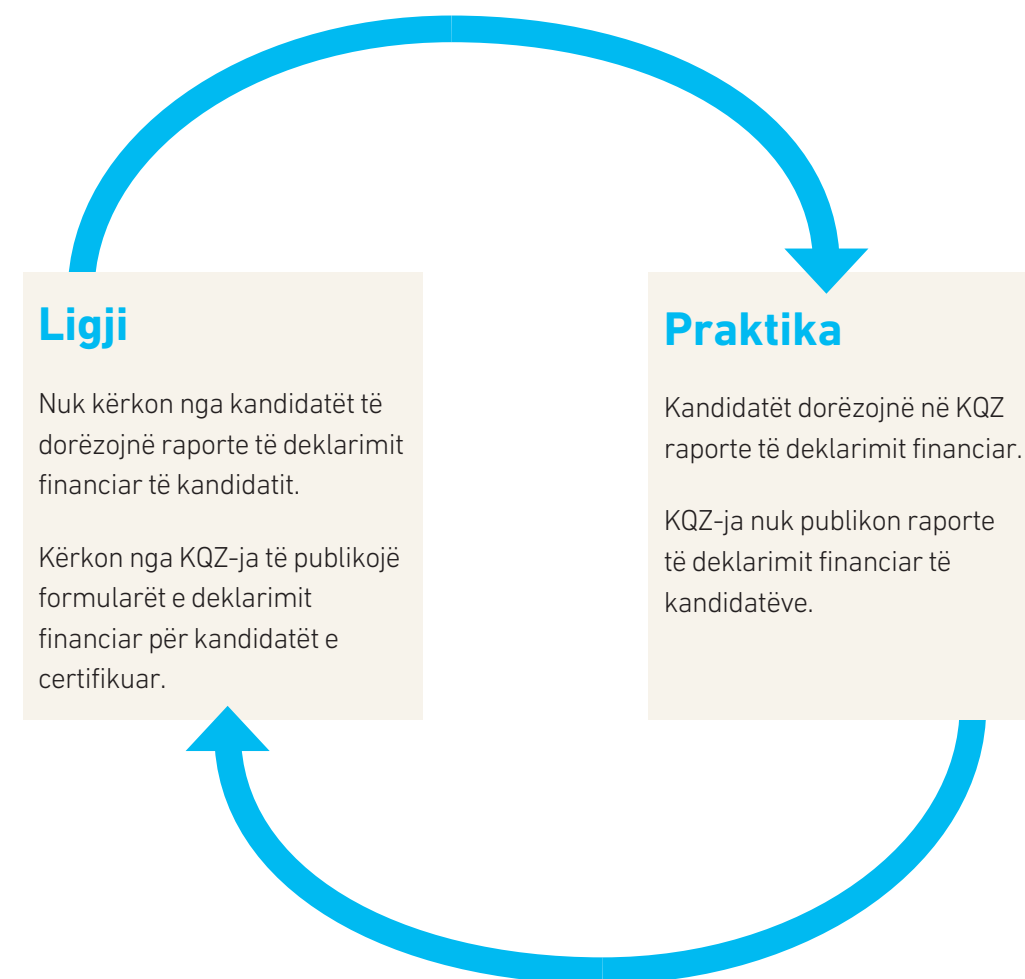 Ligji
Nuk kërkon nga kandidatët të
dorëzojnë raporte të deklarimit
financiar të kandidatit.
Kërkon nga KQZ-ja të publikojë
formularët e deklarimit
financiar për kandidatët e
certifikuar.
Praktika
Kandidatët dorëzojnë në KQZ
raporte të deklarimit financiar.
KQZ-ja nuk publikon raporte
të deklarimit financiar të
kandidatëve.